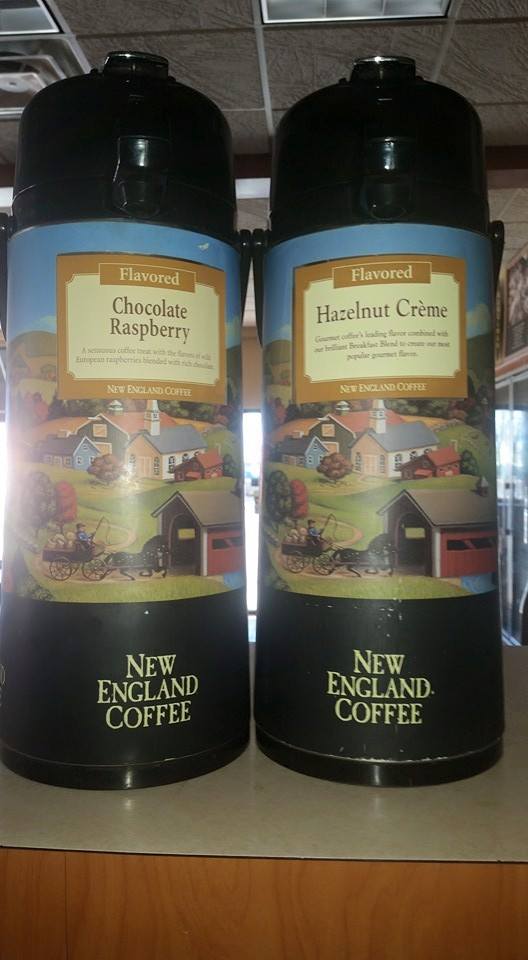 Flavored
Chocolate
Raspberry
A sensuous coffee treat with the flavors of wild
European raspberries blended with rich chocolate.
NEW ENGLAND COFFEE
NEW
ENGLAND
COFFEE
Flavored
Hazelnut Crème
Gourmet coffee's leading flavor combined with
our brilliant Breakfast Blend to create our most
popular gourmet flavor.
NEW ENGLAND COFFEE
NEW
ENGLAND
COFFEE